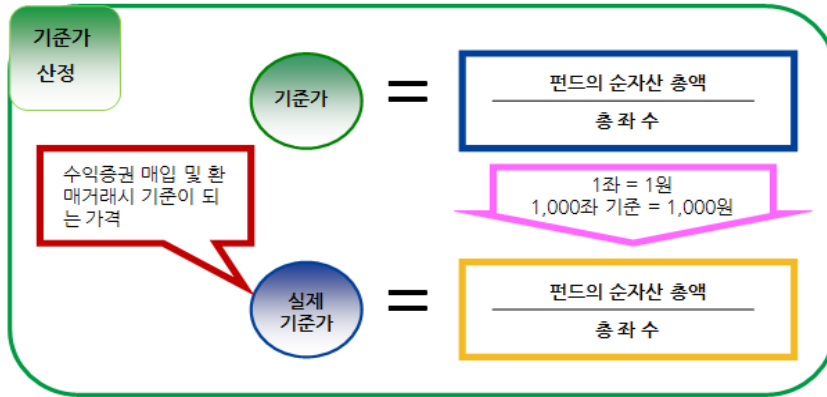 기준가
산정
기준가
=
펀드의 순자산 총액
총 좌 수
수익증권 매입 및 환
매거래시 기준이 되
는 가격
1좌 = 1원
1,000좌 기준 = 1,000원
실제
기준가
=
펀드의 순자산 총액
총 좌 수